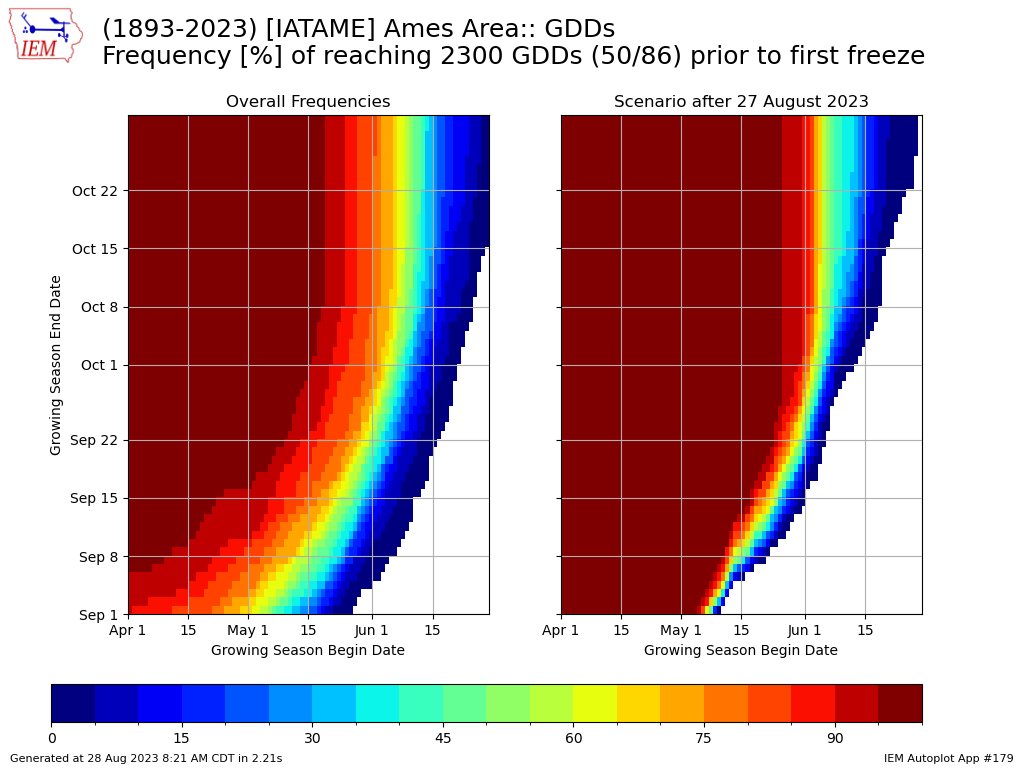 IEM
(1893-2023) [IATAME] Ames Area:: GDDs
Frequency [%] of reaching 2300 GDDs (50/86) prior to first freeze
Overall Frequencies
Scenario after 27 August 2023
Growing Season End Date
Oct 22
Oct 15
Oct 8
Oct 1
Sep 22
Sep 15
Sep 8
Sep 1
Apr 1 15 May 1 15 Jun 1 15
Apr 1 15 May 1 15 Jun 1 15
Growing Season Begin Date
Growing Season Begin Date
0 15 30 45 60 75 90
Generated at 28 Aug 2023 8:21 AM CDT in 2.21s
IEM Autoplot App #179